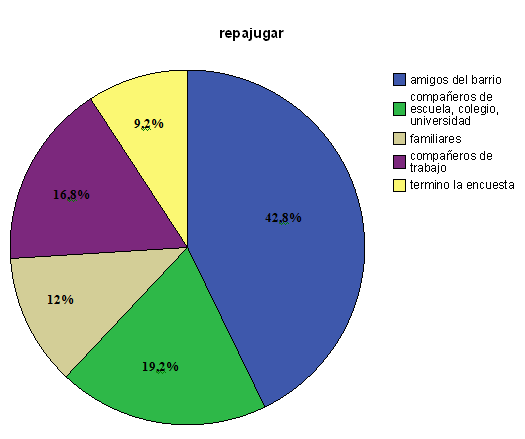 repajugar
amigos del barrio
compañeros de
escuela, colegio,
universidad
familiares
compañeros de
trabajo
termino la encuesta
9,2%
16,8%
42,8%
12%
19,2%